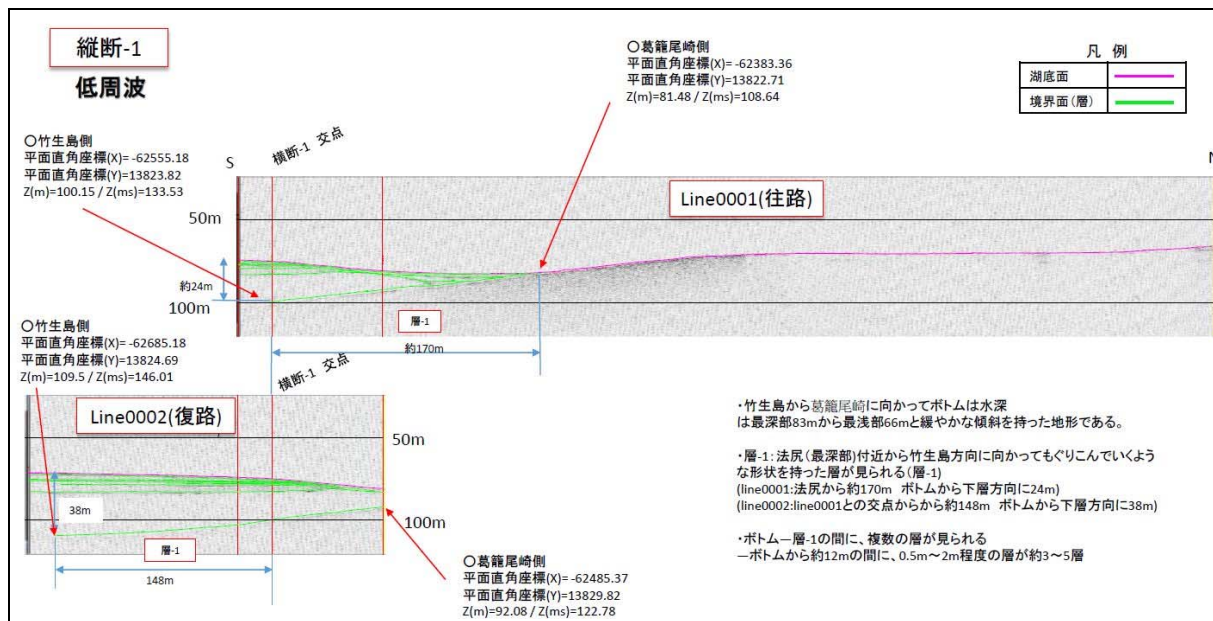 縦断-1
低周波
○葛籠尾崎側
平面直角座標(X)= -62383.36
平面直角座標(Y)=13822.71
Z(m)=81.48 / Z(ms)=108.64
凡 例
湖底面
境界面(層)
○竹生島側
平面直角座標(X)= -62555.18
平面直角座標(Y)=13823.82
Z(m)=100.15 / Z(ms)=133.53
S
横断-1 交点
N
Line0001(往路)
50m
約24m
100m
層-1
約170m
○竹生島側
平面直角座標(X)= -62685.18
平面直角座標(Y)=13824.69
Z(m)=109.5 / Z(ms)=146.01
横断-1 交点
Line0002(復路)
50m
38m
100m
層-1
148m
○葛籠尾崎側
平面直角座標(X)= -62485.37
平面直角座標(Y)=13829.82
Z(m)=92.08 / Z(ms)=122.78
・竹生島から葛籠尾崎に向かってボトムは水深
は最深部83mから最浅部66mと緩やかな傾斜を持った地形である。
・層-1:法尻(最深部)付近から竹生島方向に向かってもぐりこんでいくよう
な形状を持った層が見られる(層-1)
(line0001:法尻から約170m ボトムから下層方向に24m)
(line0002:line0001との交点からから約148m ボトムから下層方向に38m)
・ボトム―層-1の間に、複数の層が見られる
―ボトムから約12mの間に、0.5m~2m程度の層が約3~5層